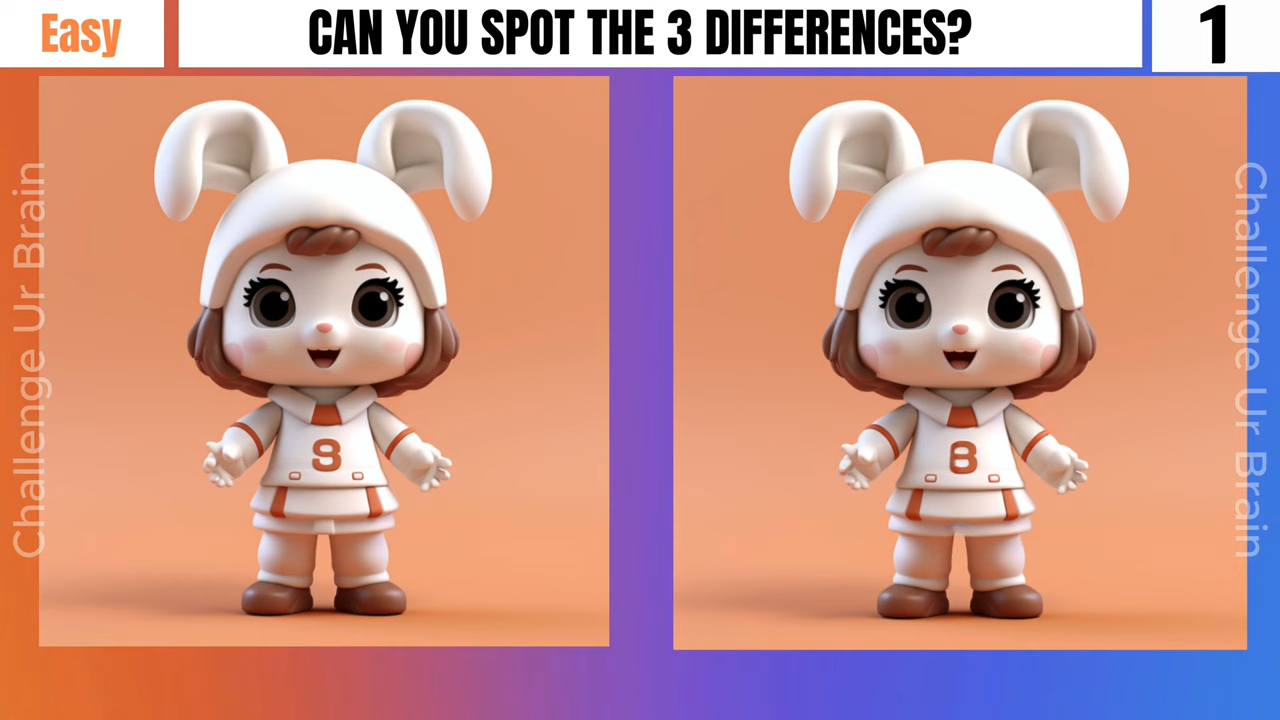 Easy
CAN YOU SPOT THE 3 DIFFERENCES?
1
Challenge Ur Brain
9
8
Challenge Ur Brain